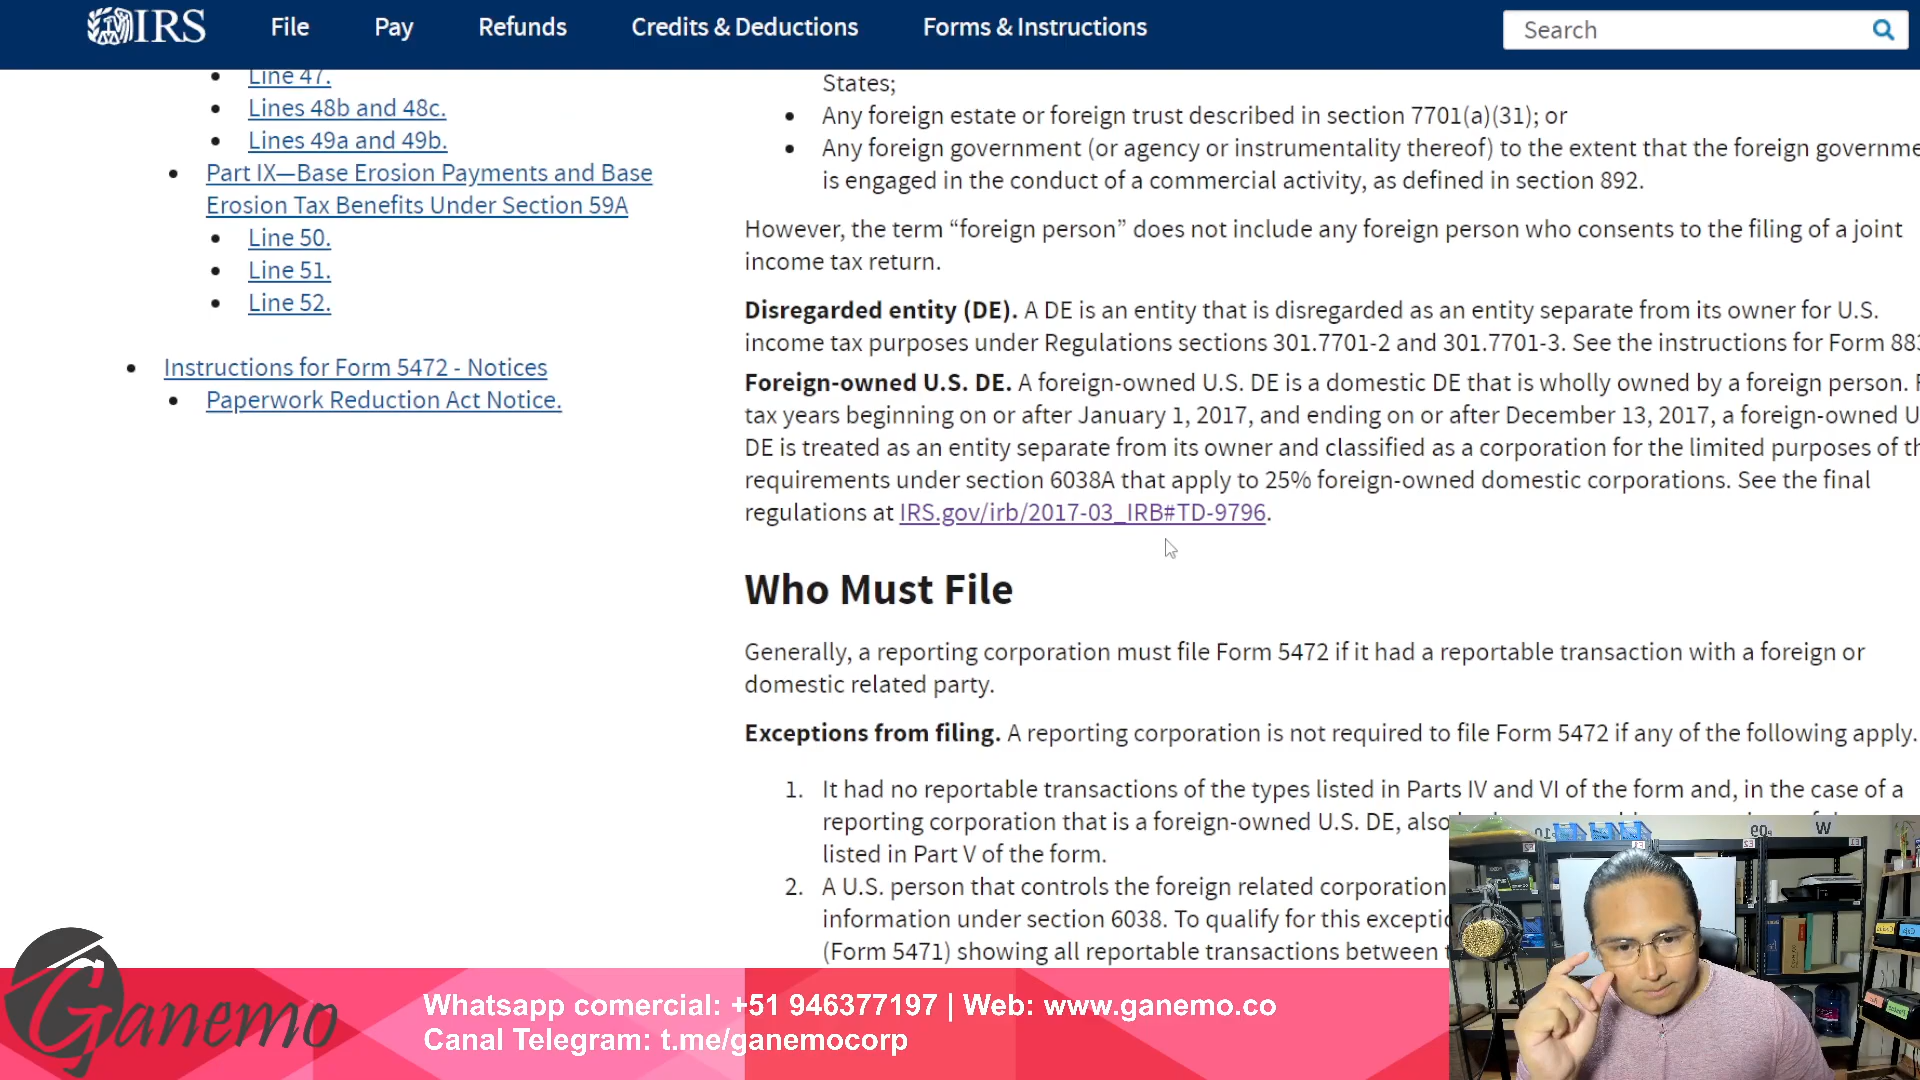 IRS
File
Pay
Refunds
Credits & Deductions
Forms & Instructions
Search
Line 47.
Lines 48b and 48c.
Lines 49a and 49b.
Part IX—Base Erosion Payments and Base
Erosion Tax Benefits Under Section 59A
Line 50.
Line 51.
Line 52.
Instructions for Form 5472 - Notices
Paperwork Reduction Act Notice.
States;
Any foreign estate or foreign trust described in section 7701(a)(31); or
Any foreign government (or agency or instrumentality thereof) to the extent that the foreign governme
is engaged in the conduct of a commercial activity, as defined in section 892.
However, the term “foreign person” does not include any foreign person who consents to the filing of a joint
income tax return.
Disregarded entity (DE). A DE is an entity that is disregarded as an entity separate from its owner for U.S.
income tax purposes under Regulations sections 301.7701-2 and 301.7701-3. See the instructions for Form 88
Foreign-owned U.S. DE. A foreign-owned U.S. DE is a domestic DE that is wholly owned by a foreign person.
tax years beginning on or after January 1, 2017, and ending on or after December 13, 2017, a foreign-owned U
DE is treated as an entity separate from its owner and classified as a corporation for the limited purposes of th
requirements under section 6038A that apply to 25% foreign-owned domestic corporations. See the final
regulations at IRS.gov/irb/2017-03_IRB#TD-9796.
Who Must File
Generally, a reporting corporation must file Form 5472 if it had a reportable transaction with a foreign or
domestic related party.
Exceptions from filing. A reporting corporation is not required to file Form 5472 if any of the following apply.
1. It had no reportable transactions of the types listed in Parts IV and VI of the form and, in the case of a
reporting corporation that is a foreign-owned U.S. DE, also
listed in Part V of the form.
2. A U.S. person that controls the foreign related corporation
information under section 6038. To qualify for this excepti
(Form 5471) showing all reportable transactions between
Ganemo
Whatsapp comercial: +51 946377197 | Web: www.ganemo.co
Canal Telegram: t.me/ganemocorp